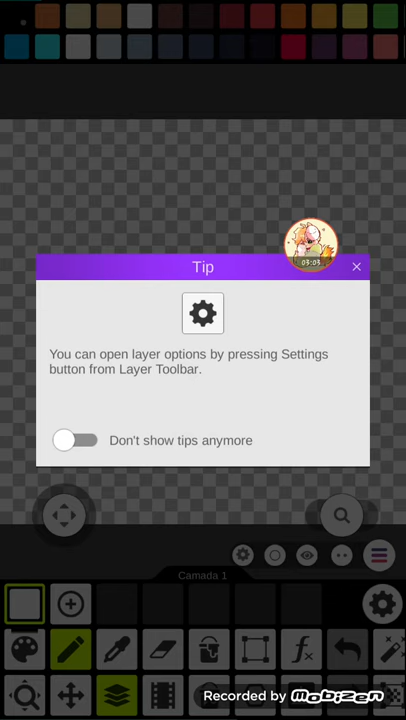 03:03
Tip
You can open layer options by pressing Settings
button from Layer Toolbar.
Don't show tips anymore
Camada 1
Recorded by Mobizen